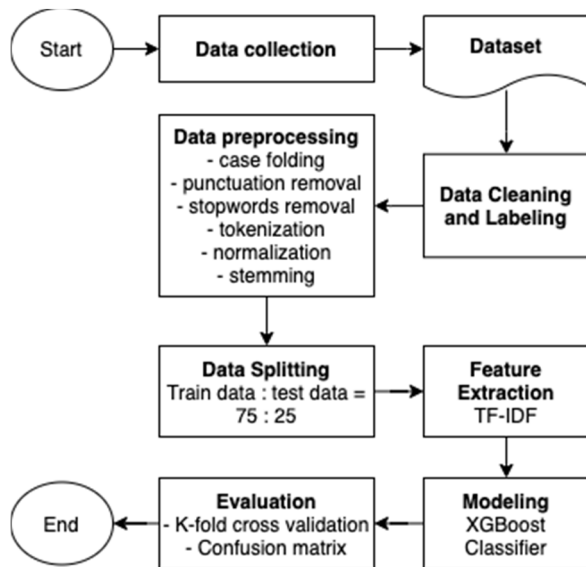 Start
Data collection
Dataset
Data Cleaning
and Labeling
Data preprocessing
- case folding
- punctuation removal
- stopwords removal
- tokenization
- normalization
- stemming
Data Splitting
Train data : test data =
75 : 25
Feature
Extraction
TF-IDF
Modeling
XGBoost
Classifier
Evaluation
- K-fold cross validation
- Confusion matrix
End